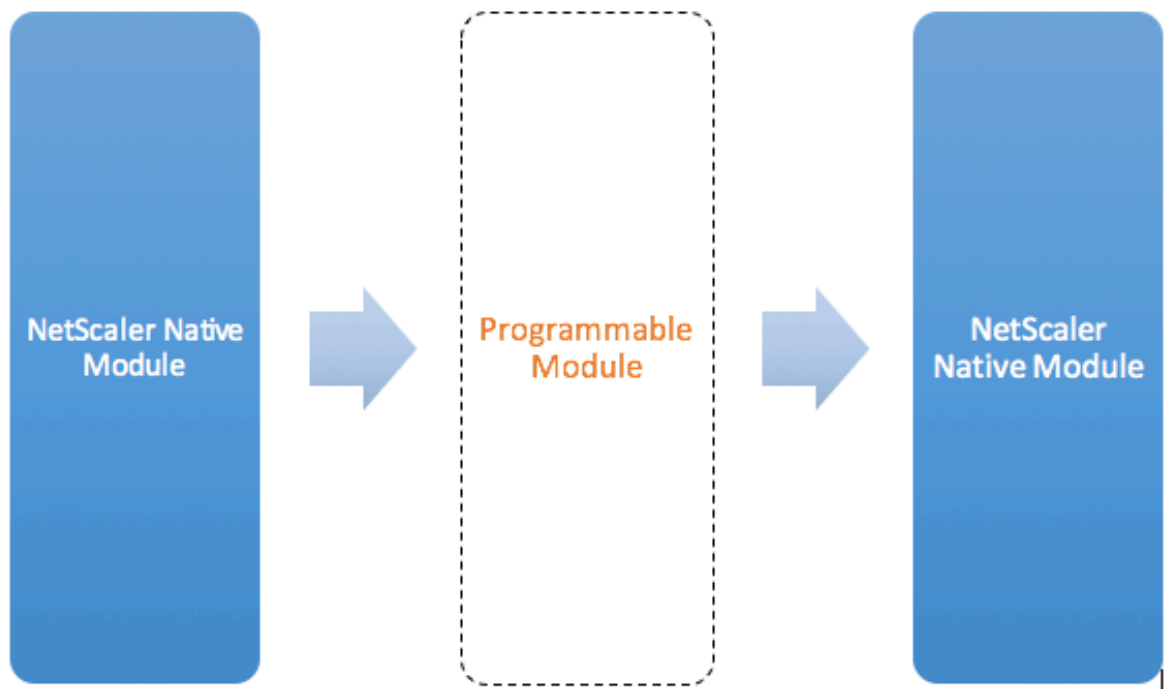 NetScaler Native
Module
Programmable
Module
NetScaler
Native Module